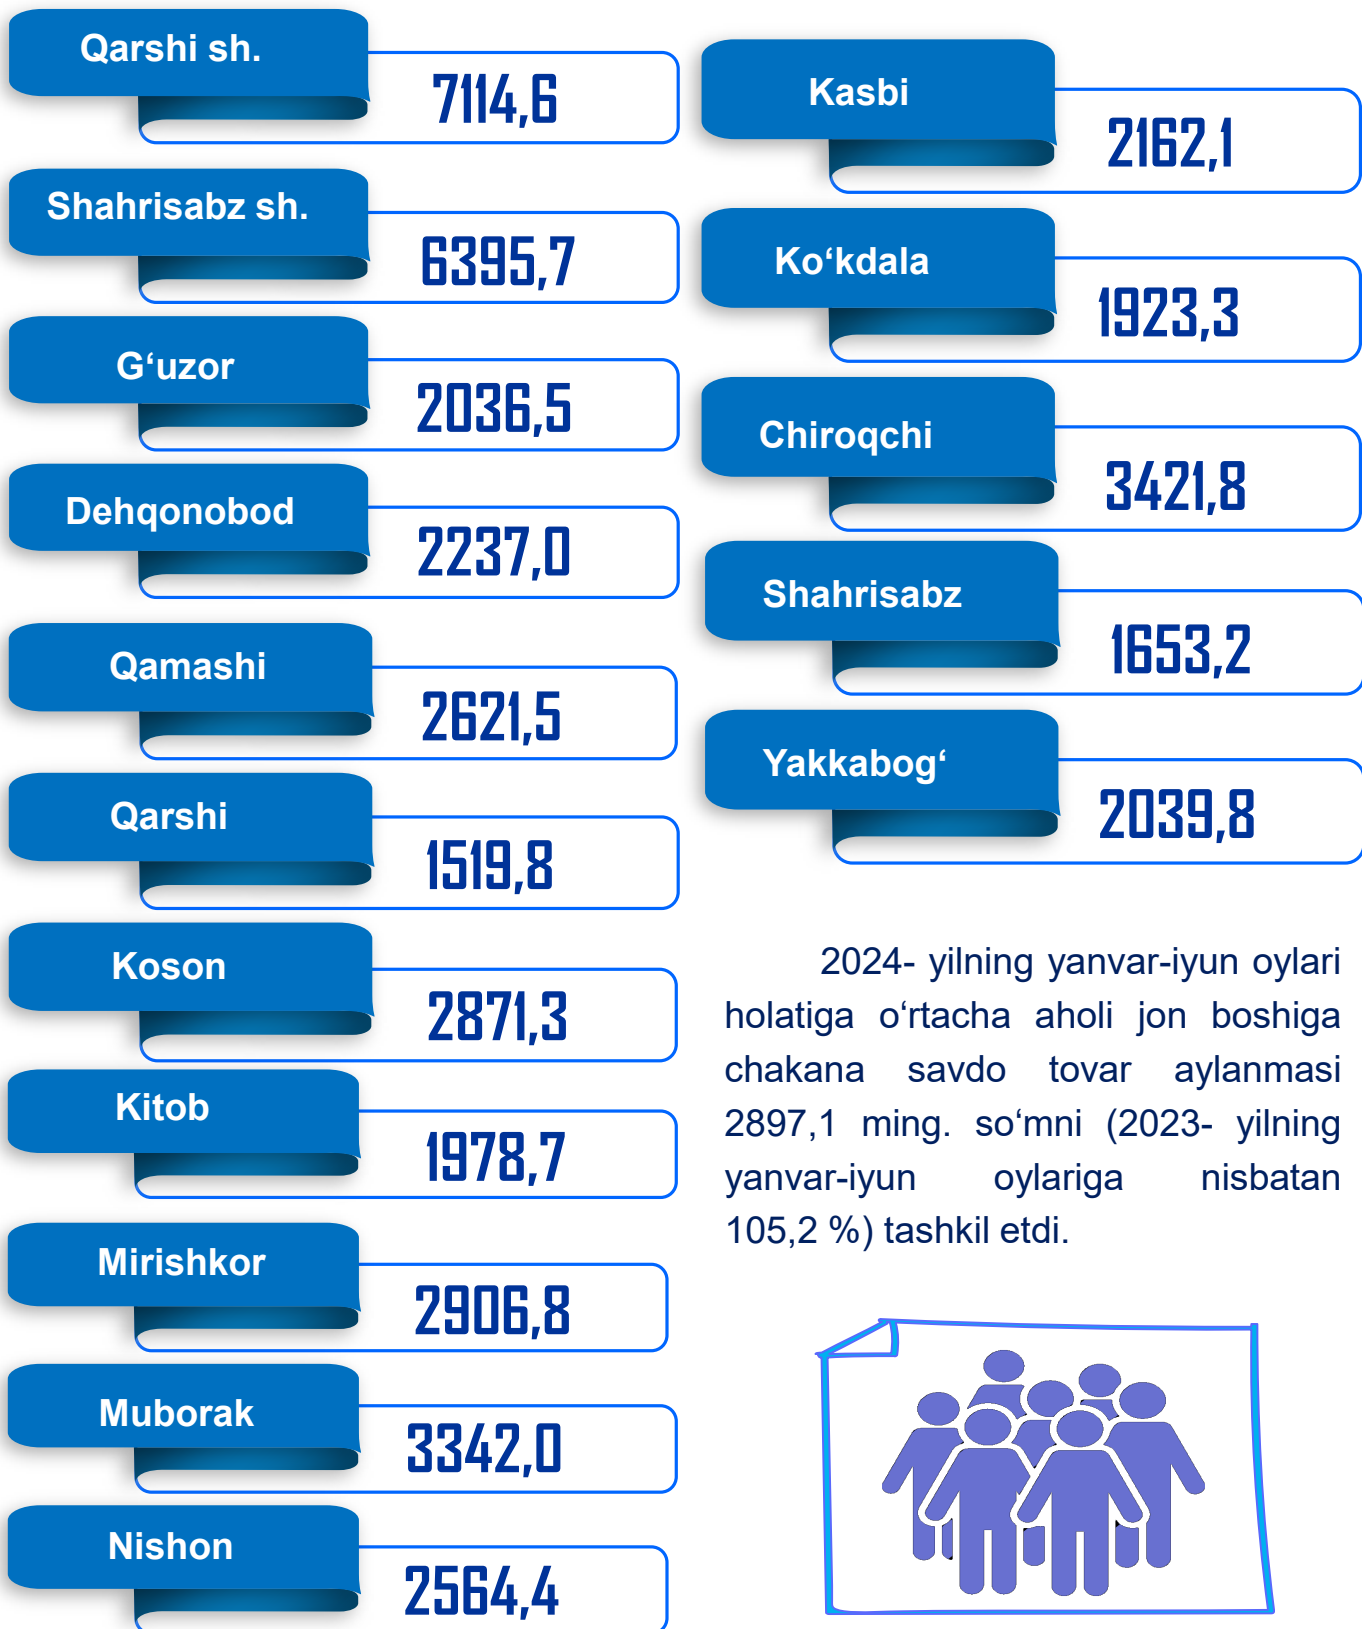 Qarshi sh.
7114,6
Shahrisabz sh.
6395,7
G‘uzor
2036,5
Dehqonobod
2237,0
Qamashi
2621,5
Qarshi
1519,8
Koson
2871,3
Kitob
1978,7
Mirishkor
2906,8
Muborak
3342,0
Nishon
2564,4
Kasbi
2162,1
Ko‘kdala
1923,3
Chiroqchi
3421,8
Shahrisabz
1653,2
Yakkabog‘
2039,8
2024- yilning yanvar-iyun oylari
holatiga o‘rtacha aholi jon boshiga
chakana savdo tovar aylanmasi
2897,1 ming. so‘mni (2023- yilning
yanvar-iyun oylariga nisbatan
105,2 %) tashkil etdi.